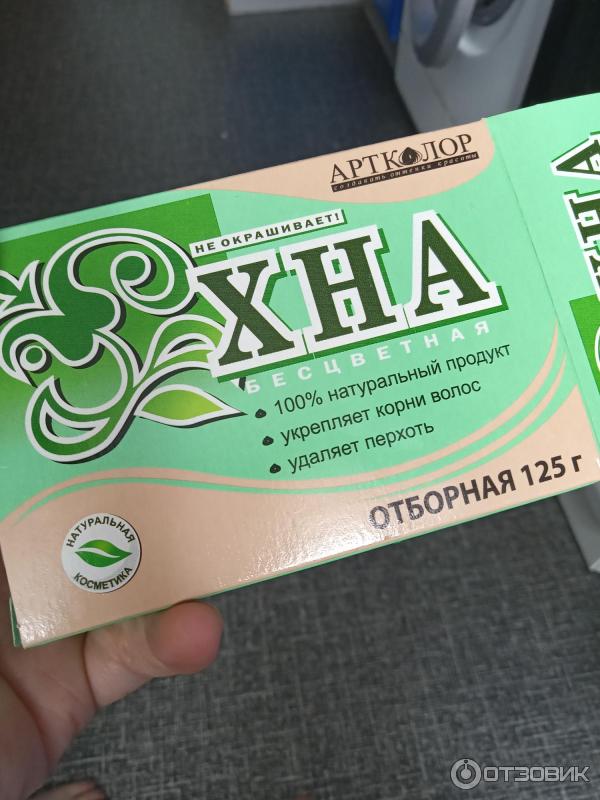 АРТКОЛОР
создавать оттенки красоты
НЕ ОКРАШИВАЕТ!
ХНА
БЕСЦВЕТНАЯ
• 100% натуральный продукт
• укрепляет корни волос
• удаляет перхоть
ОТБОРНАЯ 125 г
НАТУРАЛЬНАЯ
КОСМЕТИКА
ХНА
ОТЗОВИК